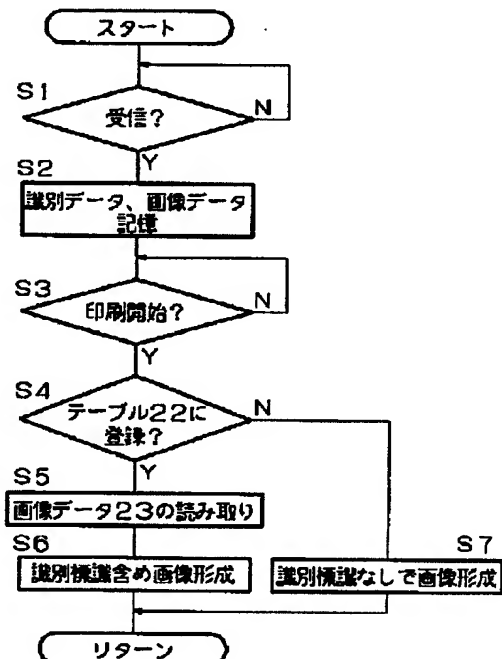 スタート
S1
受信?
N
Y
S2
識別データ、画像データ
記憶
S3
印刷開始?
N
Y
S4
テーブル22に
登録?
N
Y
S5
画像データ23の読み取り
S6
識別標識含め画像形成
S7
識別標識なしで画像形成
リターン